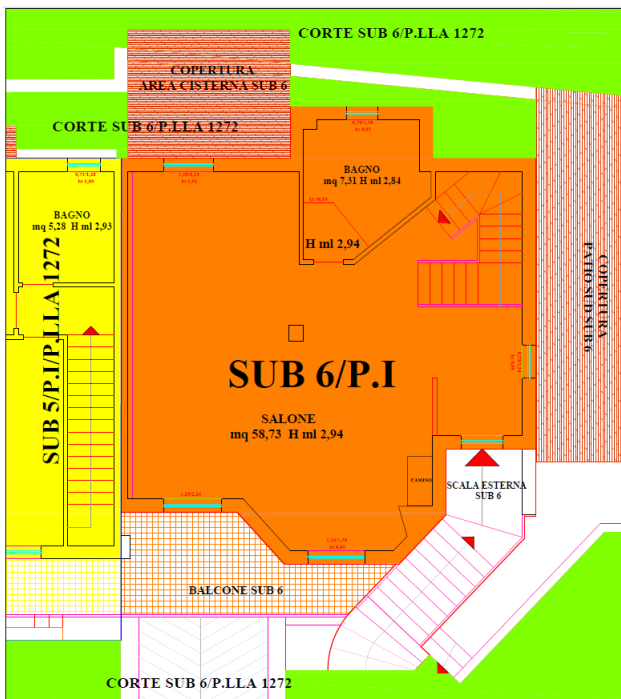 CORTE SUB 6/P.LLA 1272
COPERTURA
AREA CISTERNA SUB 6
CORTE SUB 6/P.LLA 1272
BAGNO
mq 7,31 H ml 2,84
BAGNO
mq 5,28 H ml 2,93
H ml 2,94
COPERTURA
PATIO SUD SUB 6
SUB 5/P.I/P.LLA 1272
SUB 6/P.I
SALONE
mq 58,73 H ml 2,94
CAMINO
SCALA ESTERNA
SUB 6
BALCONE SUB 6
CORTE SUB 6/P.LLA 1272